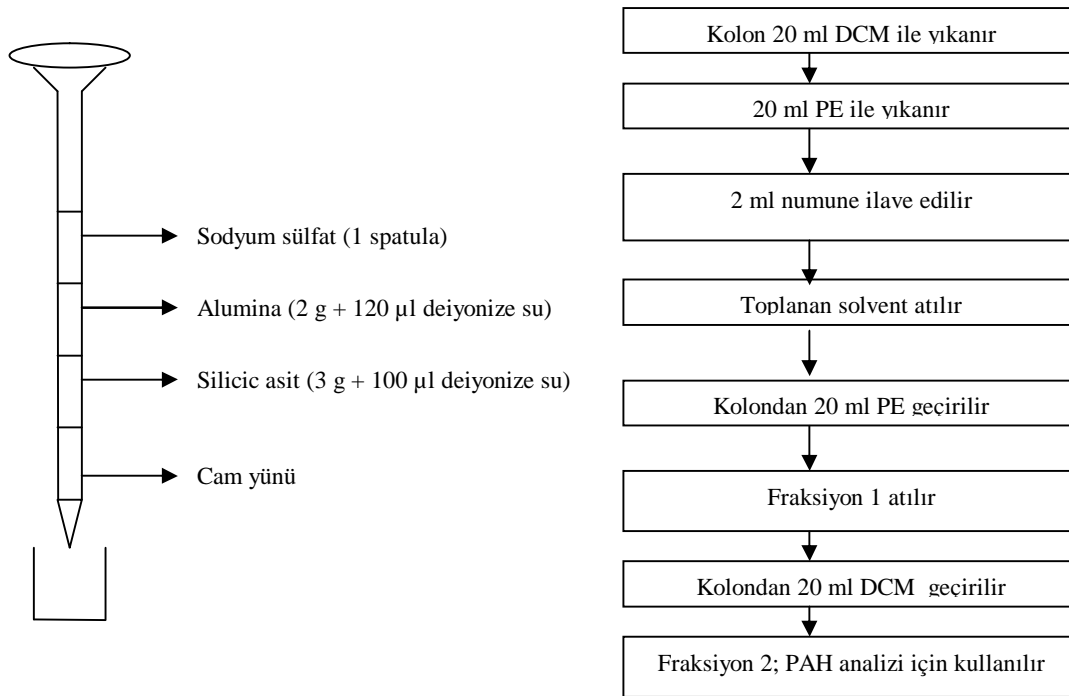 Sodyum sülfat (1 spatula)
Alumina (2 g + 120 µl deiyonize su)
Silicic asit (3 g + 100 µl deiyonize su)
Cam yünü
Kolon 20 ml DCM ile yıkanır
20 ml PE ile yıkanır
2 ml numune ilave edilir
Toplanan solvent atılır
Kolondan 20 ml PE geçirilir
Fraksiyon 1 atılır
Kolondan 20 ml DCM geçirilir
Fraksiyon 2; PAH analizi için kullanılır